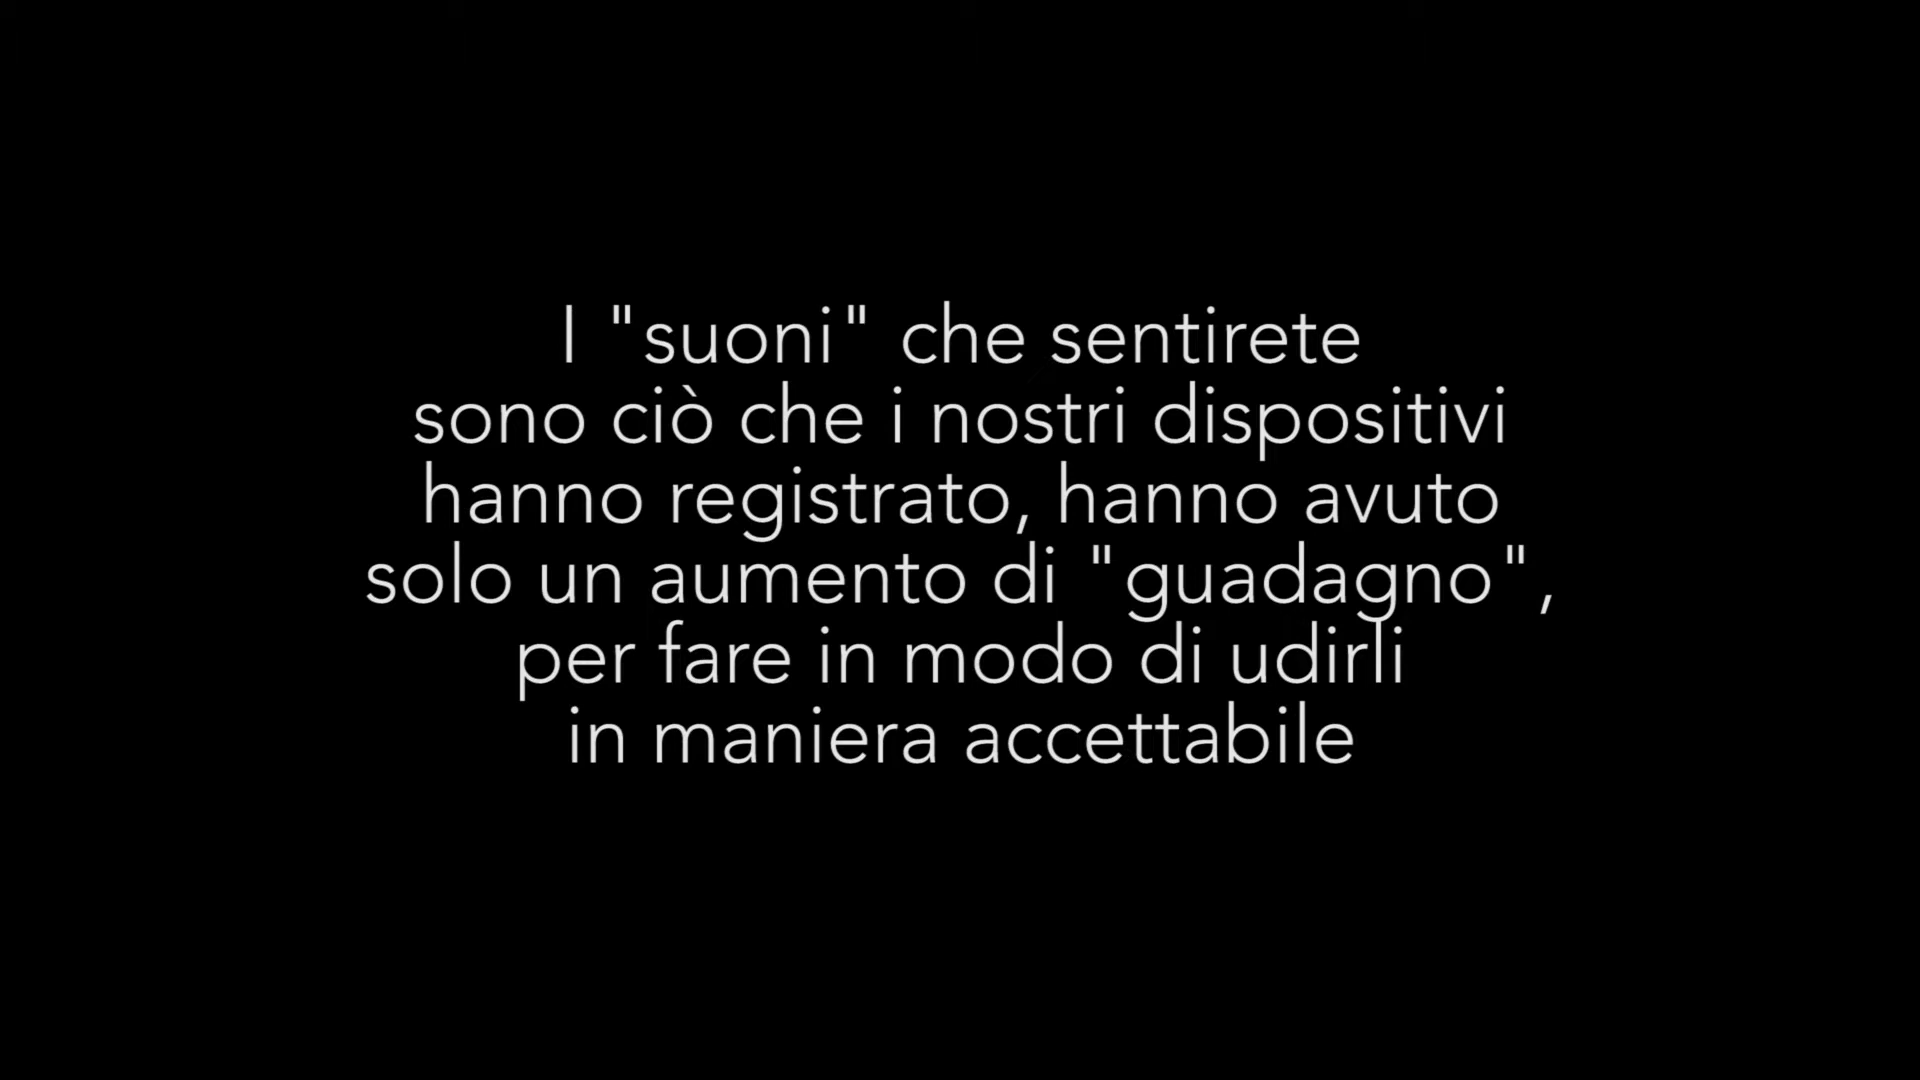 I "suoni" che sentirete
sono ciò che i nostri dispositivi
hanno registrato, hanno avuto
solo un aumento di "guadagno",
per fare in modo di udirli
in maniera accettabile